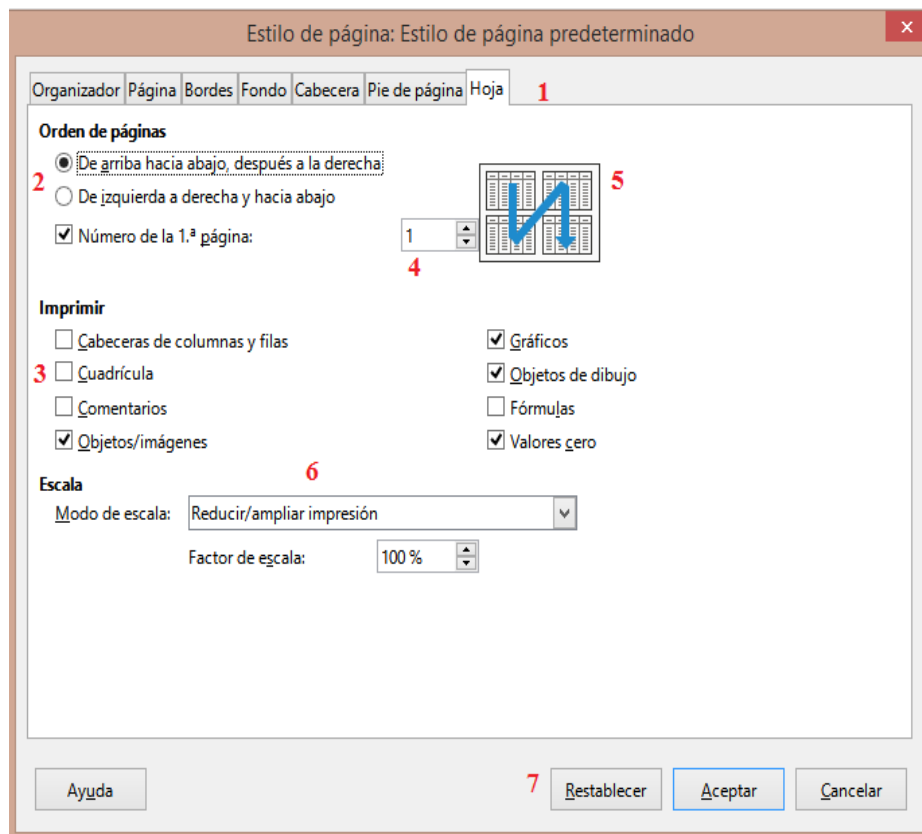 Estilo de página: Estilo de página predeterminado
x
Organizador Página Bordes Fondo Cabecera Pie de página Hoja 1
Orden de páginas
De arriba hacia abajo, después a la derecha
2 5
De izquierda a derecha y hacia abajo
Número de la 1.ª página: 1
4
Imprimir
Cabeceras de columnas y filas Gráficos
3 Cuadrícula Objetos de dibujo
Comentarios Fórmulas
Objetos/imágenes Valores cero
6
Escala
Modo de escala: Reducir/ampliar impresión
Factor de escala: 100 %
Ayuda 7 Restablecer Aceptar Cancelar